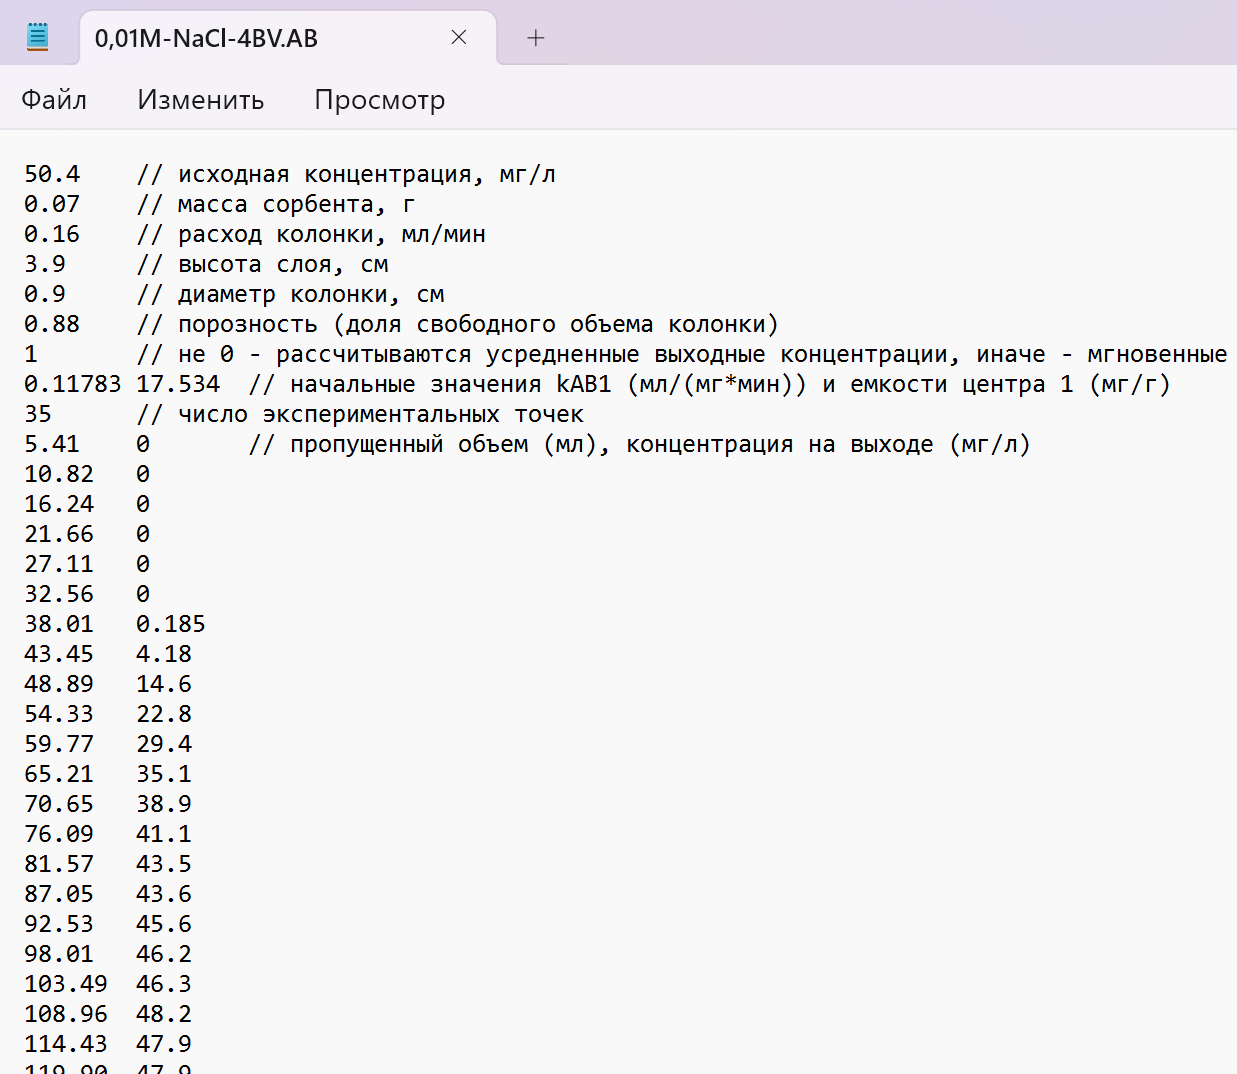 0,01M-NaCl-4BV.AB
Файл Изменить Просмотр
50.4 // исходная концентрация, мг/л
0.07 // масса сорбента, г
0.16 // расход колонки, мл/мин
3.9 // высота слоя, см
0.9 // диаметр колонки, см
0.88 // порозность (доля свободного объема колонки)
1 // не 0 - рассчитываются усредненные выходные концентрации, иначе - мгновенные
0.11783 17.534 // начальные значения kAB1 (мл/(мг*мин)) и емкости центра 1 (мг/г)
35 // число экспериментальных точек
5.41 0 // пропущенный объем (мл), концентрация на выходе (мг/л)
10.82 0
16.24 0
21.66 0
27.11 0
32.56 0
38.01 0.185
43.45 4.18
48.89 14.6
54.33 22.8
59.77 29.4
65.21 35.1
70.65 38.9
76.09 41.1
81.57 43.5
87.05 43.6
92.53 45.6
98.01 46.2
103.49 46.3
108.96 48.2
114.43 47.9
119.90 47.9